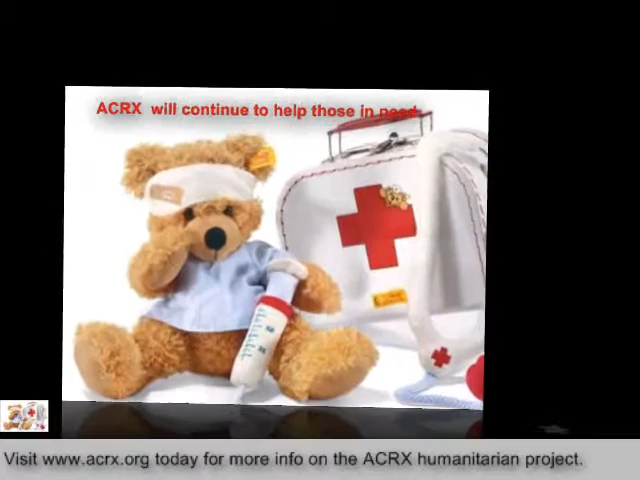 ACRX will continue to help those in need.
Visit www.acrx.org today for more info on the ACRX humanitarian project.